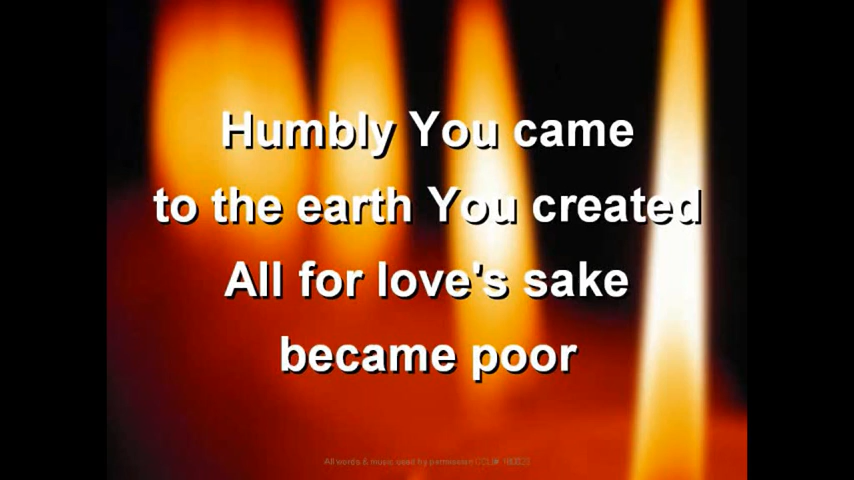 Humbly You came
to the earth You created
All for love's sake
became poor
All words & music used by permission